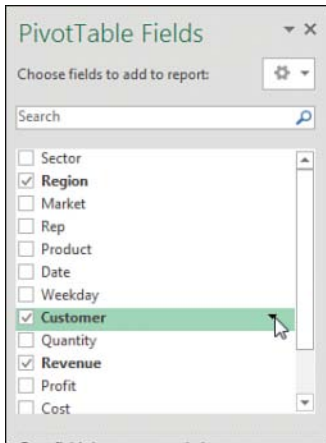 PivotTable Fields
Choose fields to add to report:
Search
Sector
Region
Market
Rep
Product
Date
Weekday
Customer
Quantity
Revenue
Profit
Cost